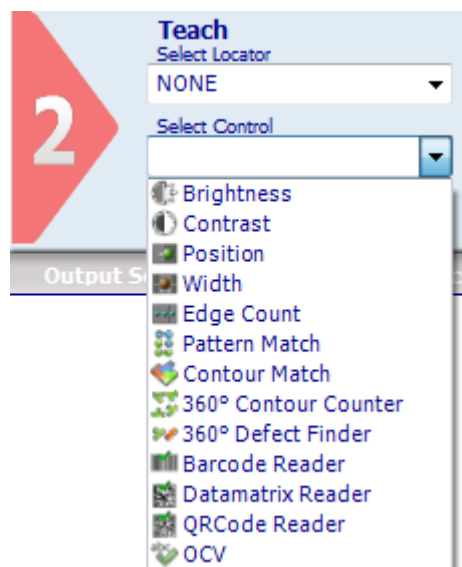 2
Teach
Select Locator
NONE
Select Control
Brightness
Contrast
Position
Width
Output
Edge Count
Pattern Match
Contour Match
360° Contour Counter
360° Defect Finder
Barcode Reader
Datamatrix Reader
QRCode Reader
OCV